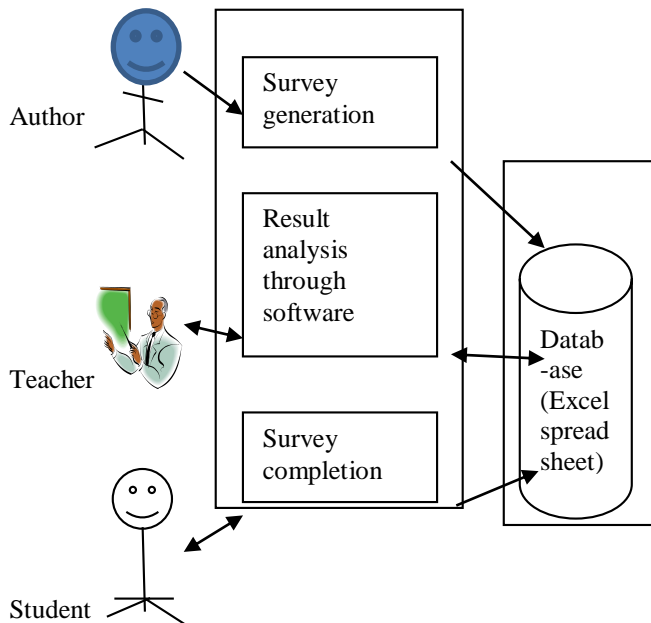 Author
Survey
generation
Result
analysis
through
software
Teacher
Survey
completion
Student
Datab
-ase
(Excel
spread
sheet)